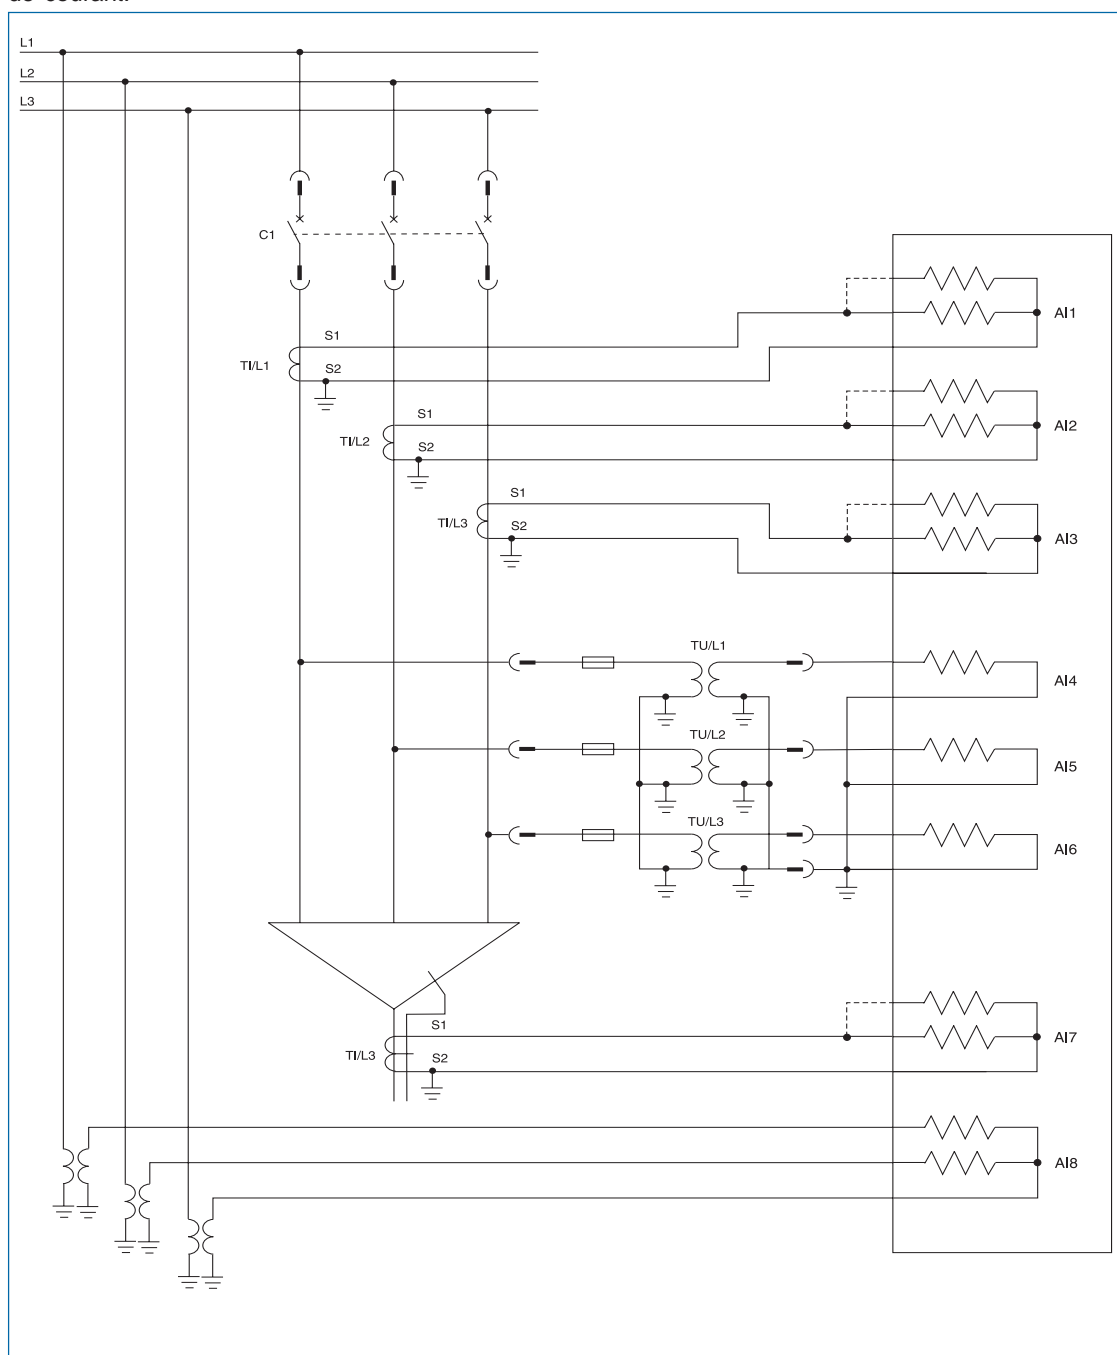 de courant.
L1
L2
L3
C1
S1
AI1
TI/L1
S2
S1
AI2
TI/L2
S2
S1
TI/L3
S2
AI3
TU/L1
AI4
TU/L2
AI5
TU/L3
AI6
S1
TI/L3
S2
AI7
AI8